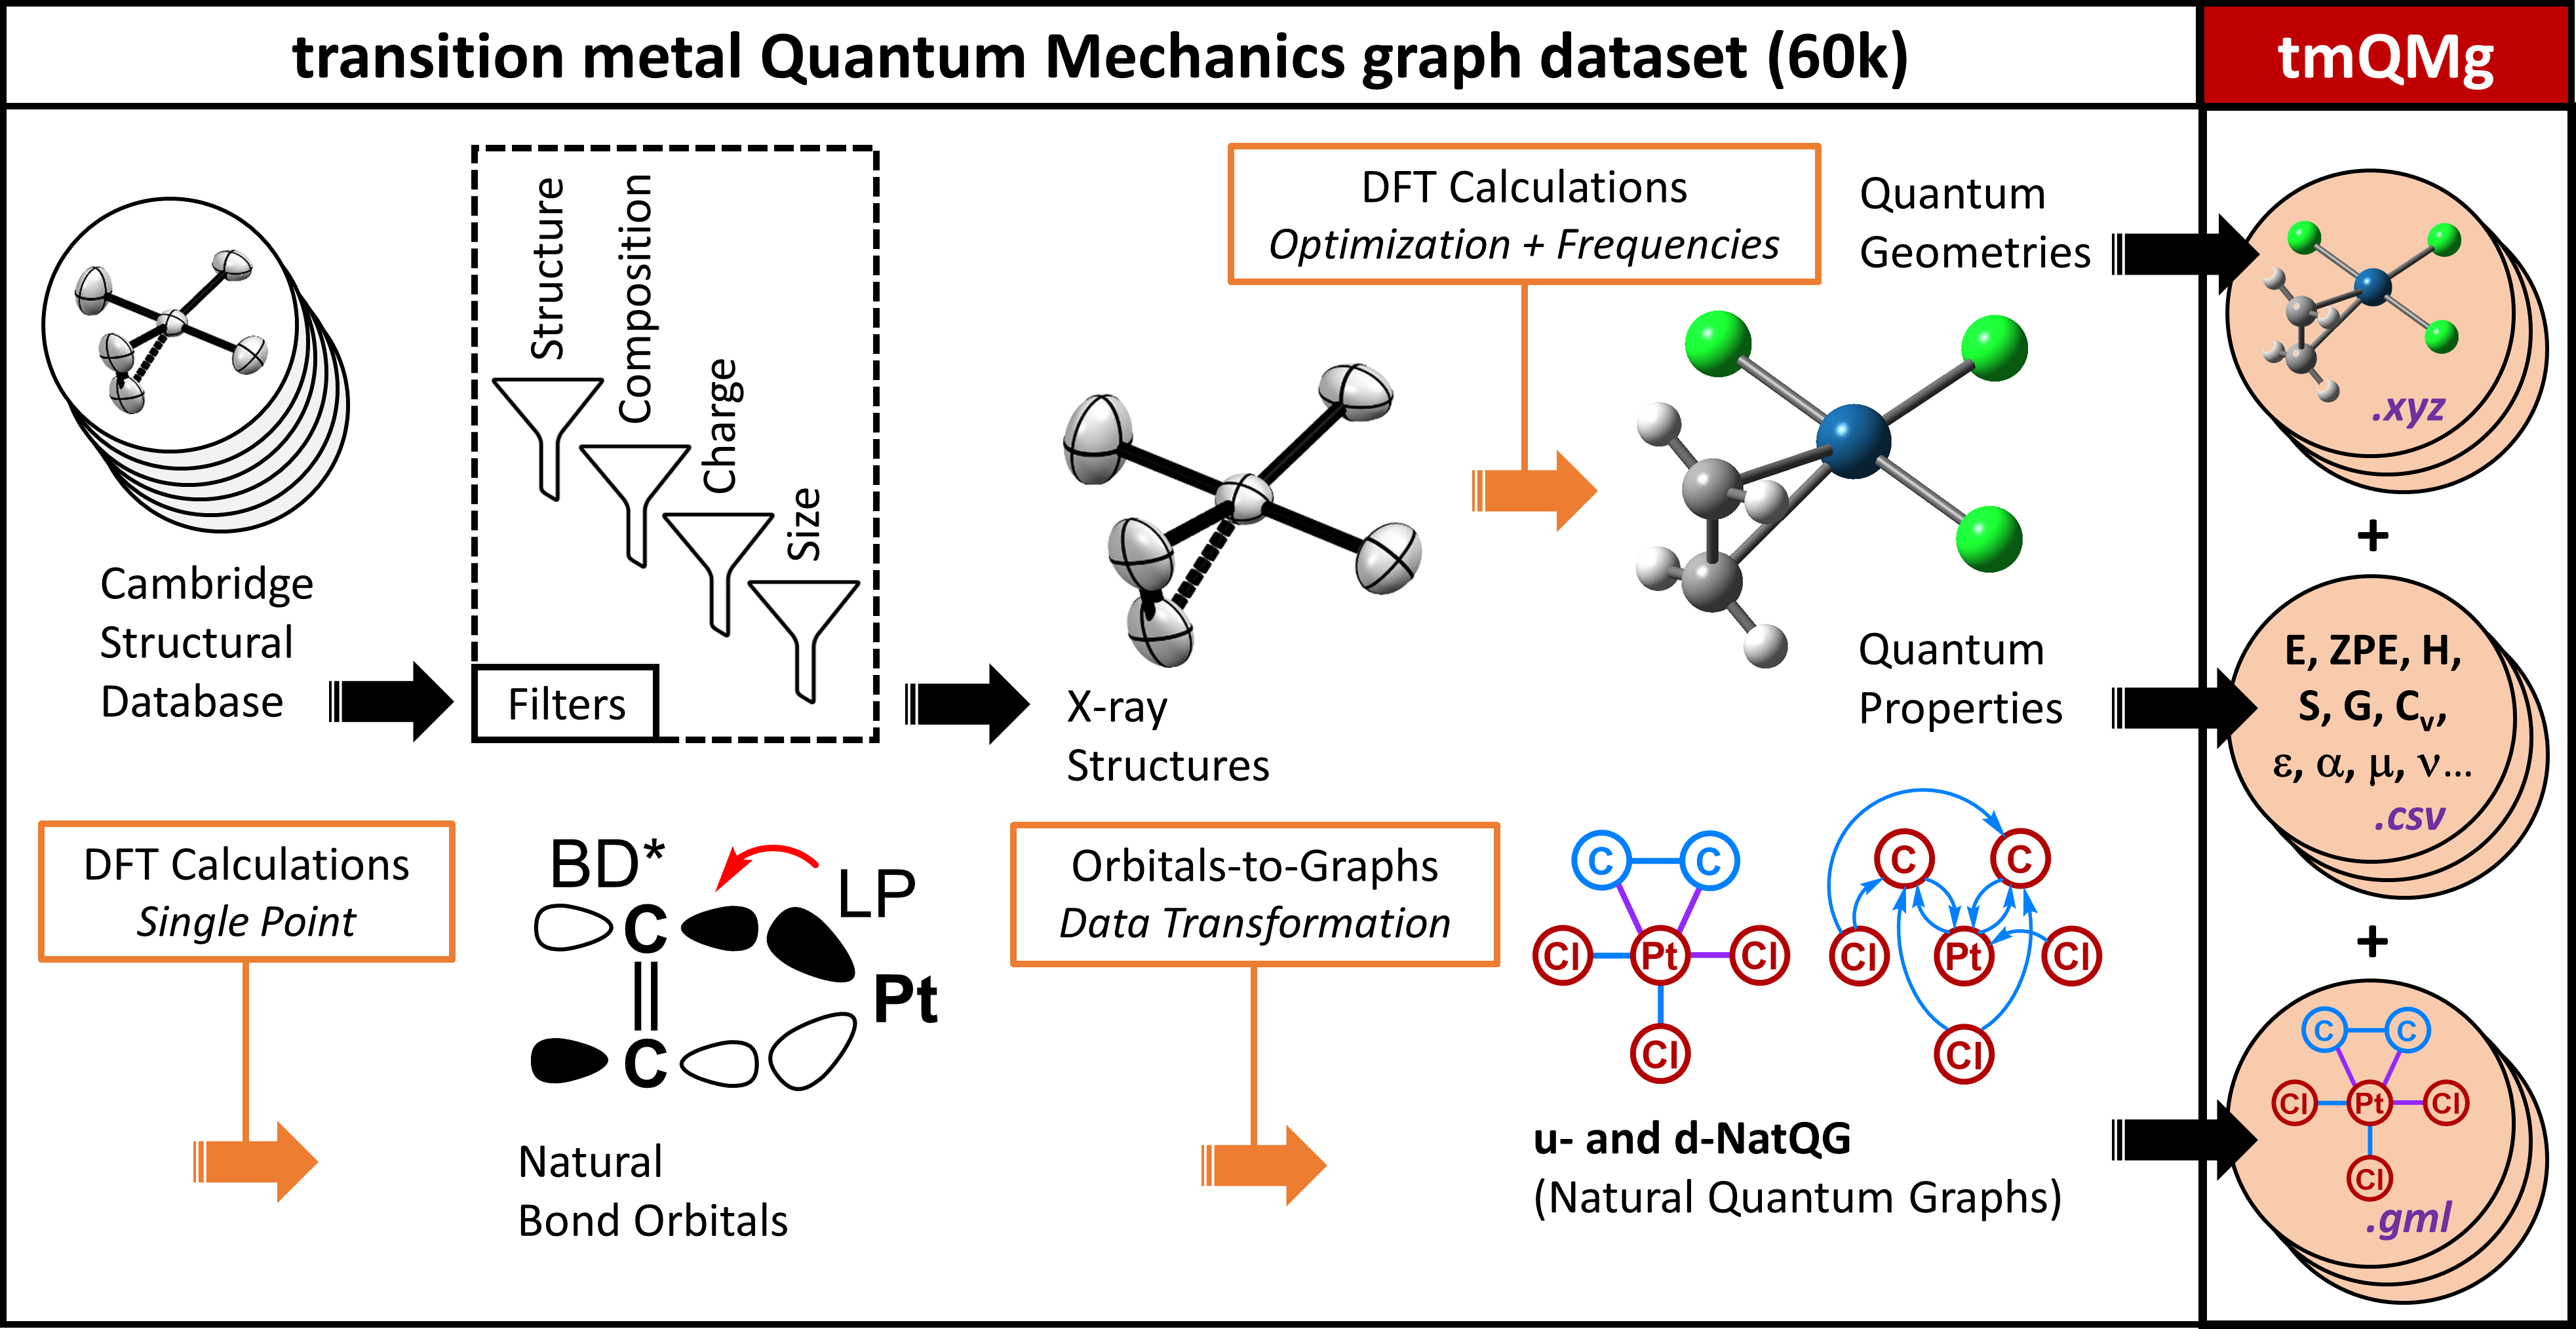 transition metal Quantum Mechanics graph dataset (60k)
tmQMg
Cambridge
Structural
Database
Structure
Composition
Charge
Size
Filters
X-ray
Structures
DFT Calculations
Optimization + Frequencies
Quantum
Geometries
Quantum
Properties
.xyz
+
E, ZPE, H,
S, G, Cv,
ε, α, μ, ν...
.csv
+
DFT Calculations
Single Point
BD*
LP
C
Pt
C
Natural
Bond Orbitals
Orbitals-to-Graphs
Data Transformation
C C
Cl Pt Cl
Cl
C C
Cl Pt Cl
Cl
u- and d-NatQG
(Natural Quantum Graphs)
C C
Cl Pt Cl
Cl
.gml